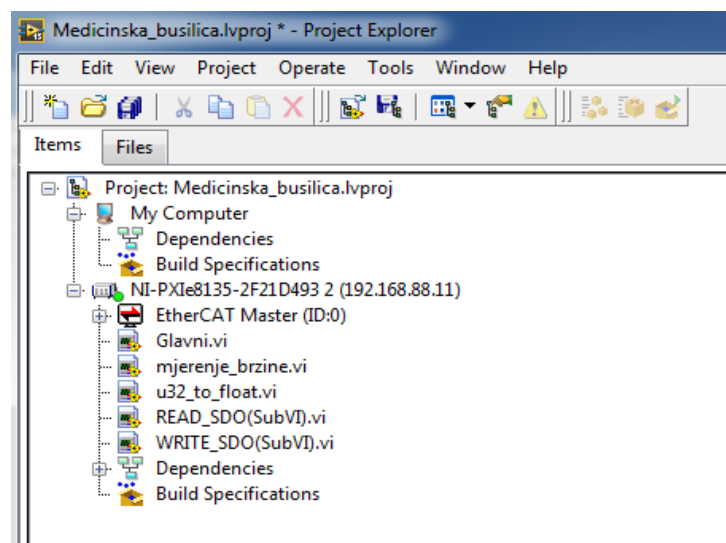 Medicinska_busilica.lvproj * - Project Explorer
File Edit View Project Operate Tools Window Help
Items Files
Project: Medicinska_busilica.lvproj
My Computer
Dependencies
Build Specifications
NI-PXIe8135-2F21D493 2 (192.168.88.11)
EtherCAT Master (ID:0)
Glavni.vi
mjerenje_brzine.vi
u32_to_float.vi
READ_SDO(SubVI).vi
WRITE_SDO(SubVI).vi
Dependencies
Build Specifications